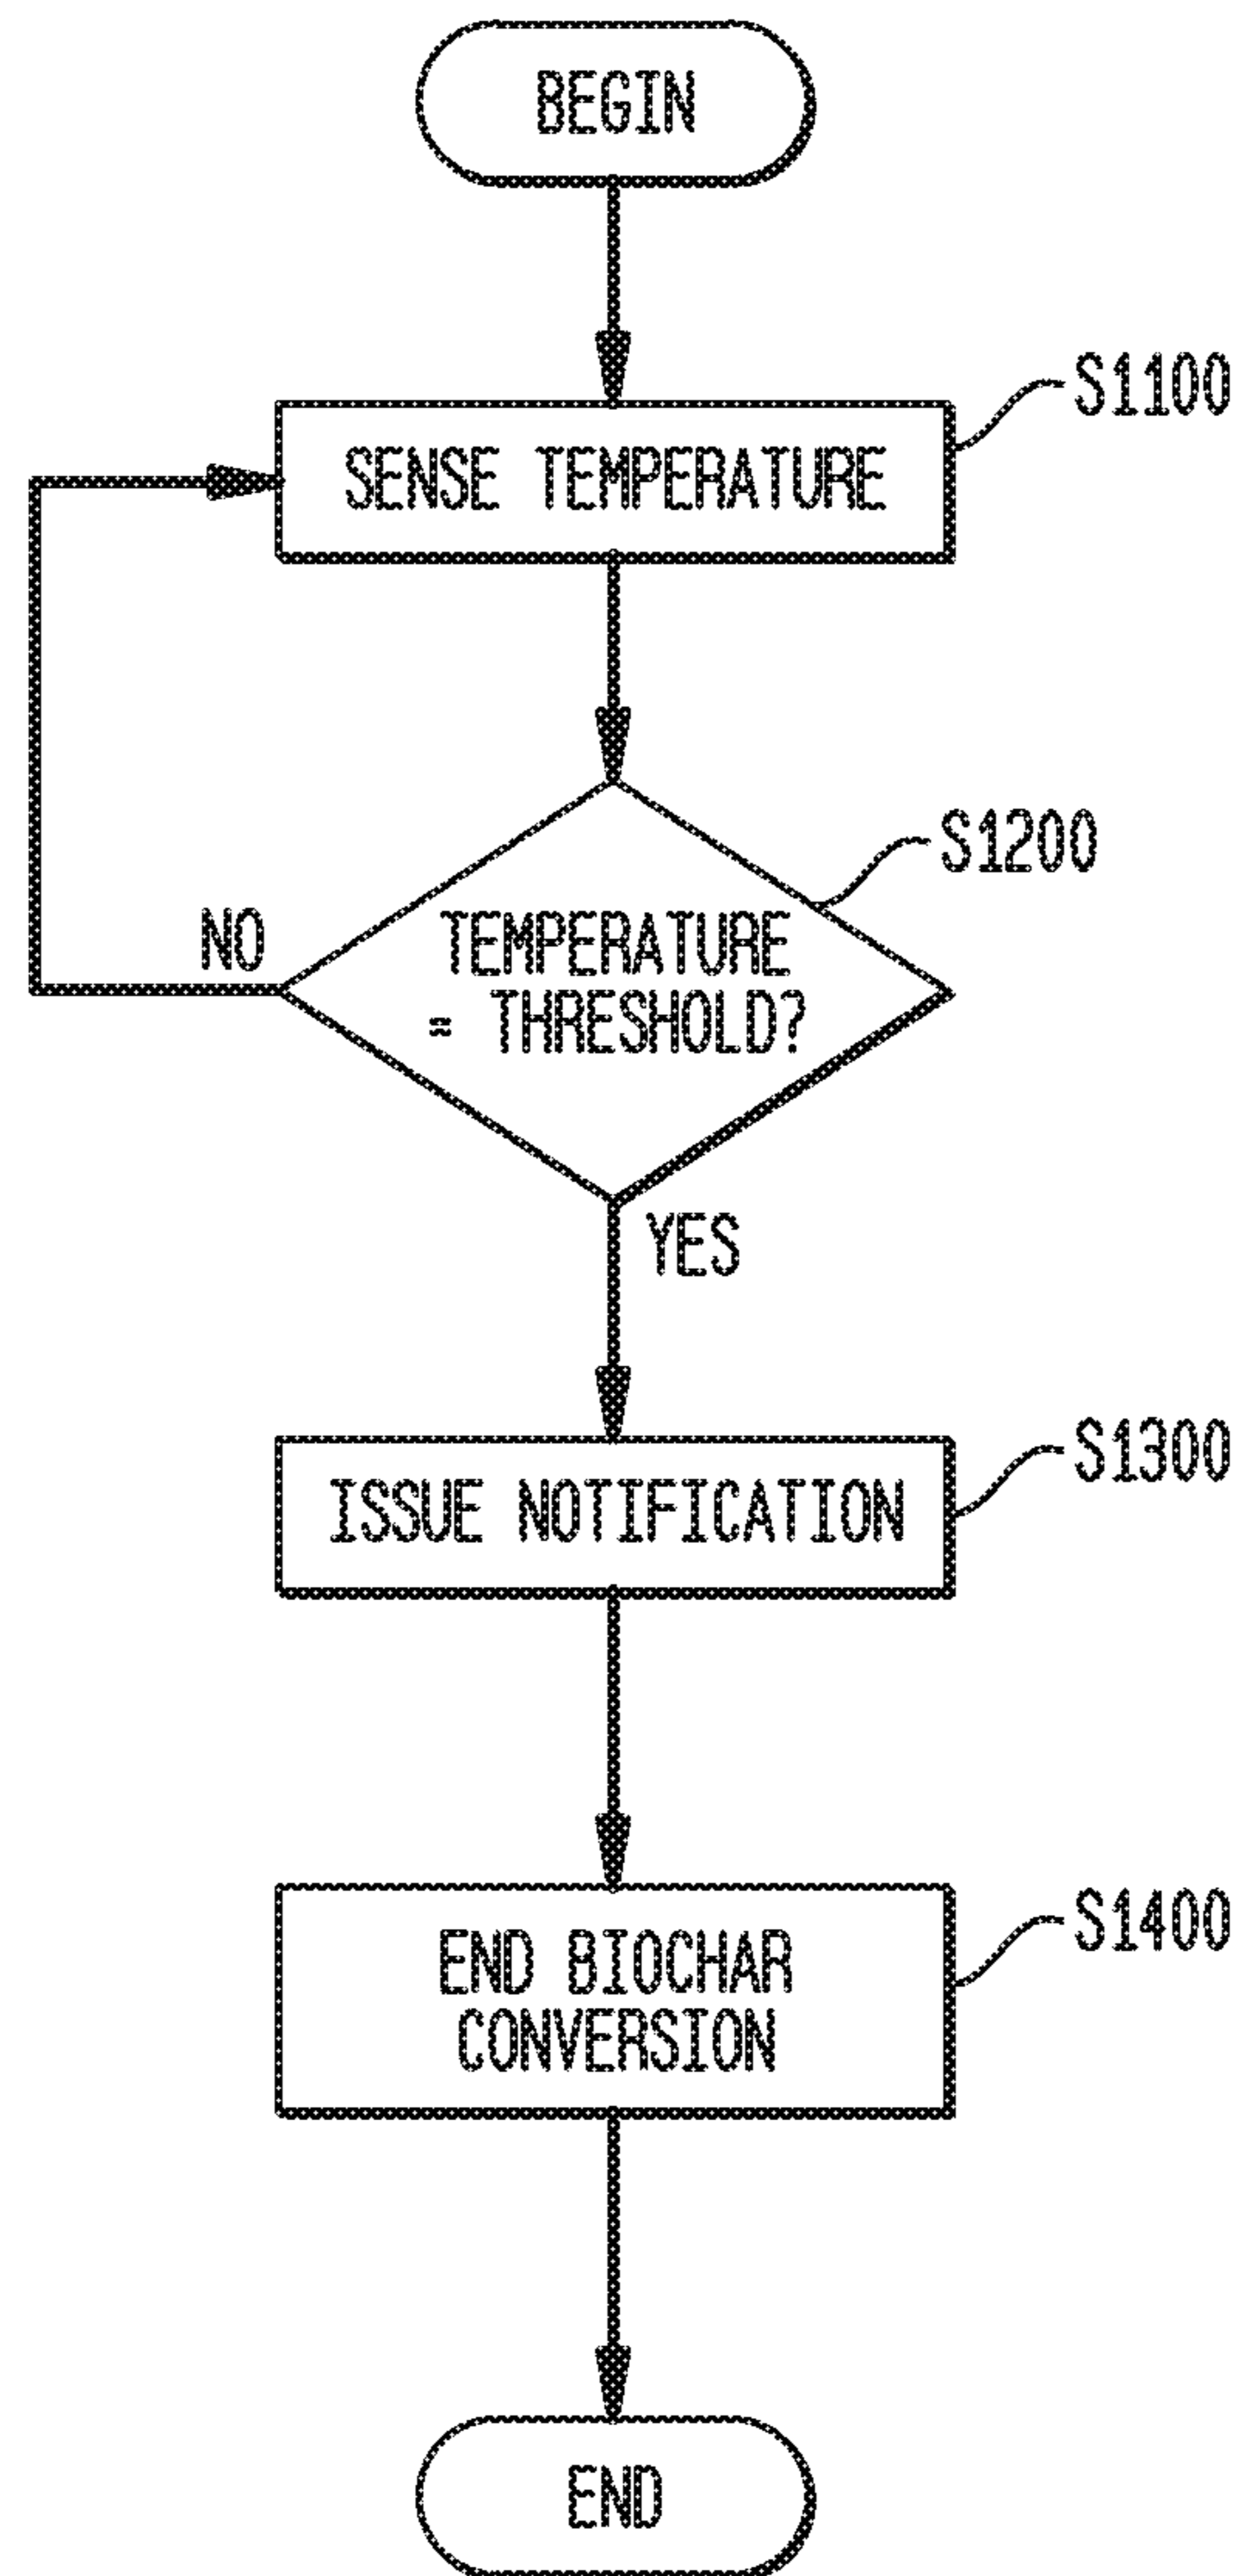 BEGIN
S1100
SENSE TEMPERATURE
S1200
NO
TEMPERATURE
= THRESHOLD?
YES
S1300
ISSUE NOTIFICATION
S1400
END BIOCHAR
CONVERSION
END